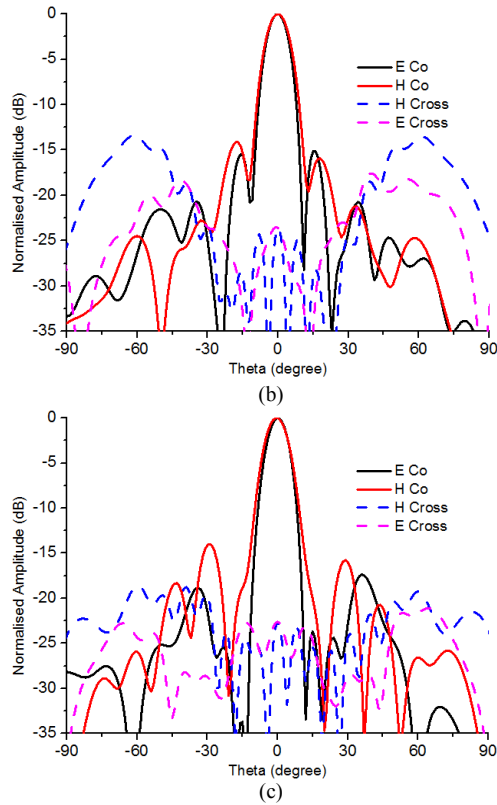 0
-5
-10
-15
-20
-25
-30
-35
Normalised Amplitude (dB)
E Co
H Co
H Cross
E Cross
-90 -60 -30 0 30 60 90
Theta (degree)
(b)
0
-5
-10
-15
-20
-25
-30
-35
Normalised Amplitude (dB)
E Co
H Co
H Cross
E Cross
-90 -60 -30 0 30 60 90
Theta (degree)
(c)